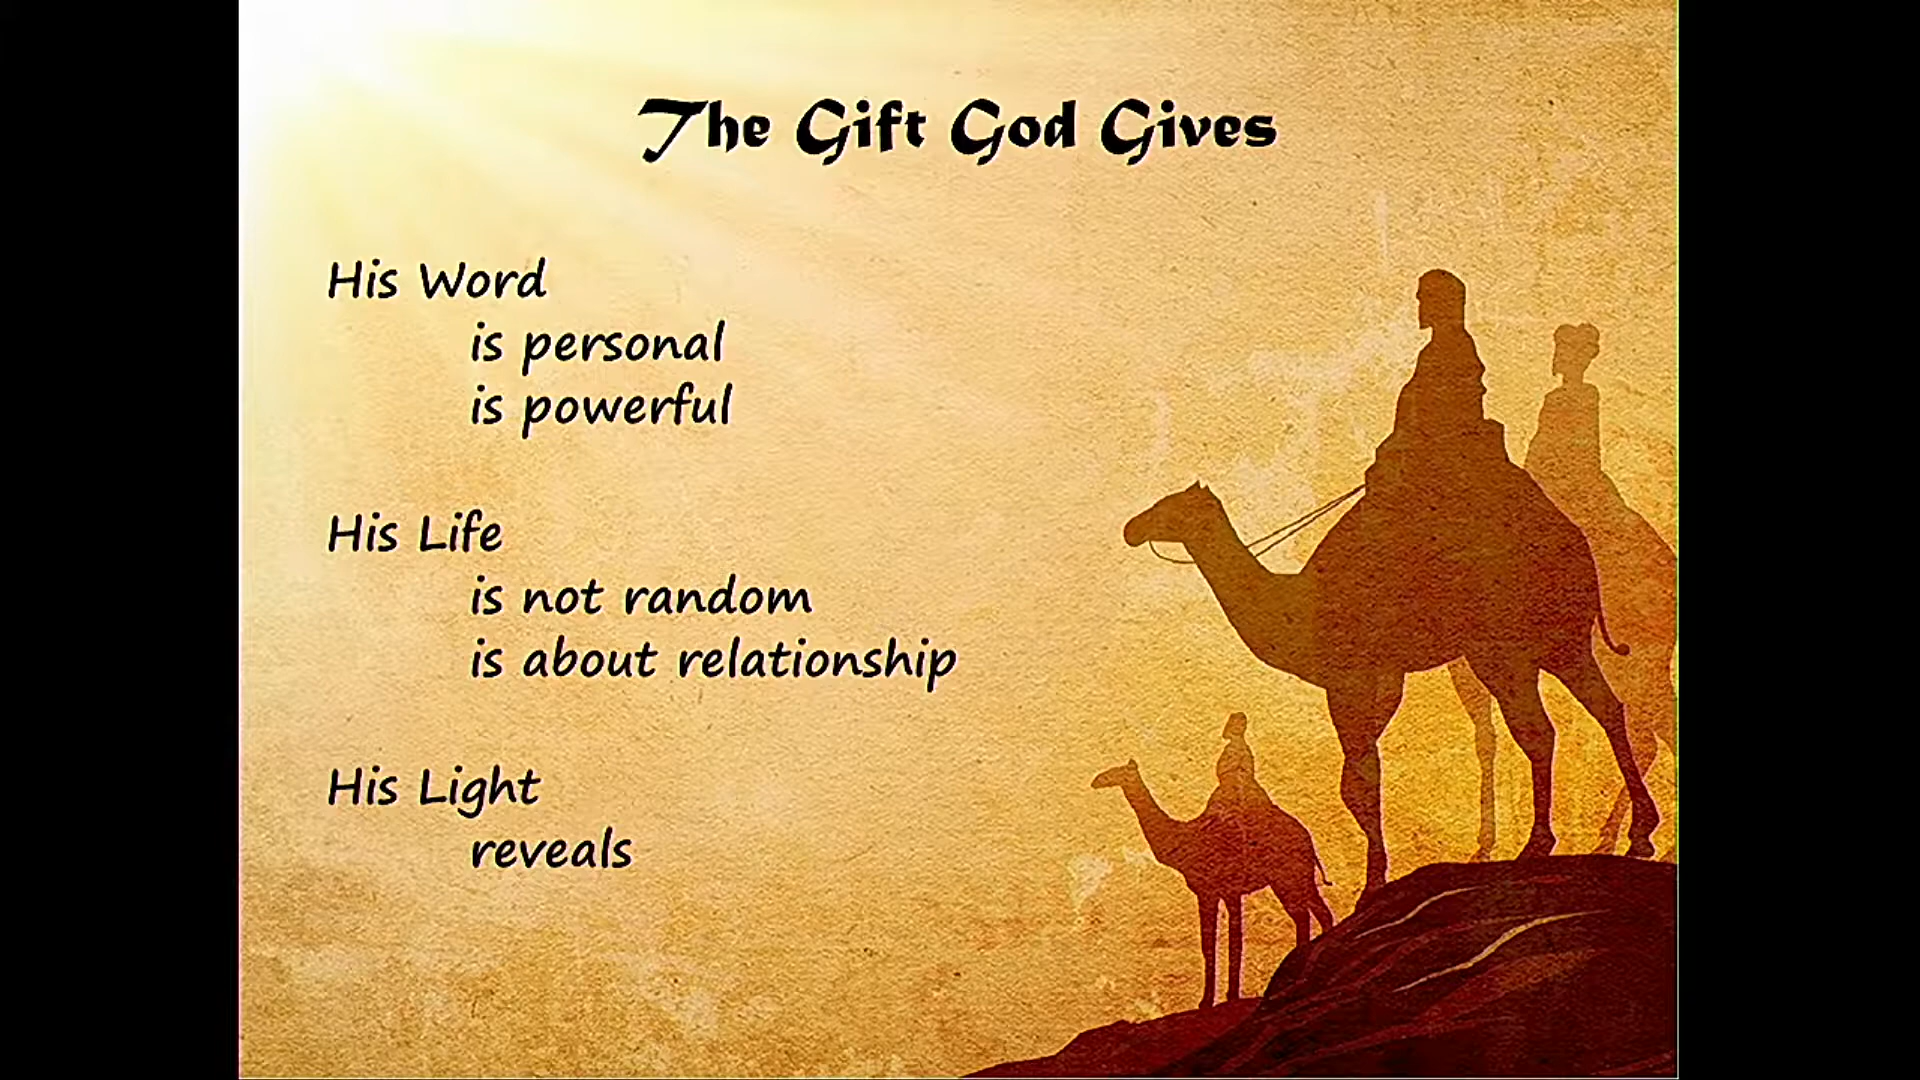 The Gift God Gives
His Word
is personal
is powerful
His Life
is not random
is about relationship
His Light
reveals